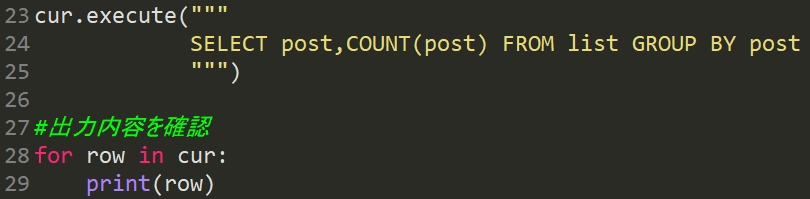 23 cur.execute("""
24             SELECT post,COUNT(post) FROM list GROUP BY post
25             """)
26
27 #出力内容を確認
28 for row in cur:
29     print(row)